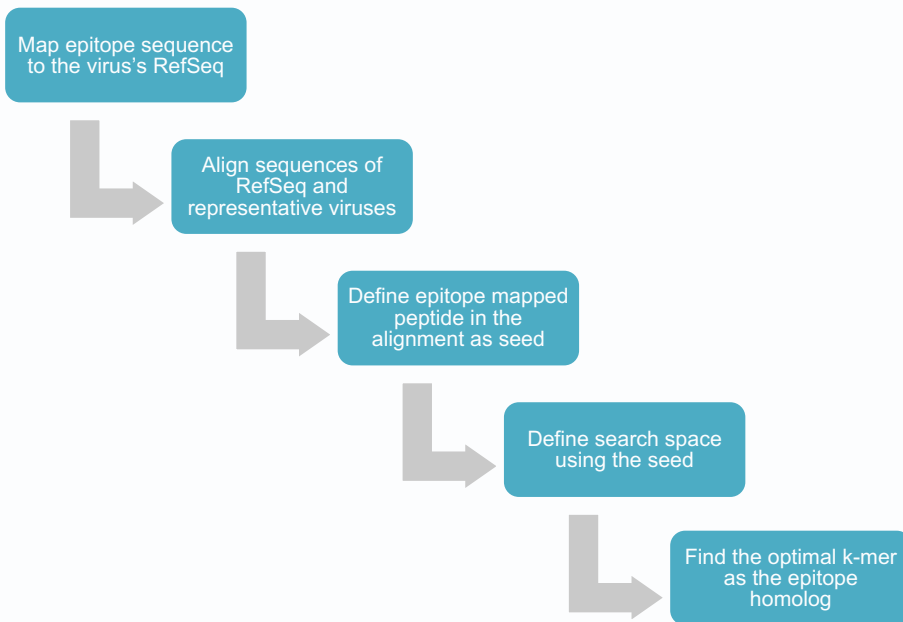 Map epitope sequence
to the virus's RefSeq
Align sequences of
RefSeq and
representative viruses
Define epitope mapped
peptide in the
alignment as seed
Define search space
using the seed
Find the optimal k-mer
as the epitope
homolog